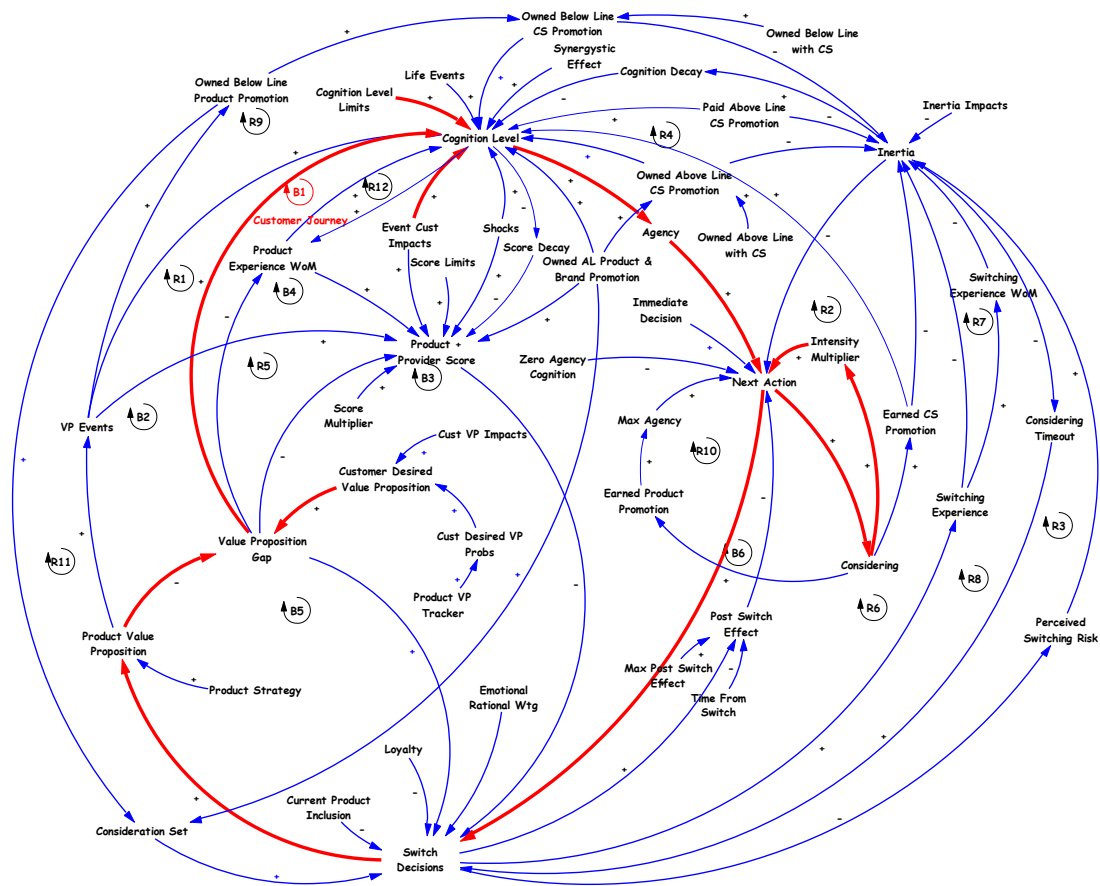 Owned Below Line
CS Promotion
Owned Below Line
with CS
Synergystic
Effect
Life Events
Cognition Decay
Owned Below Line
Product Promotion
Cognition Level
Limits
Paid Above Line
CS Promotion
Inertia Impacts
R9
R4
Cognition Level
Inertia
Owned Above Line
CS Promotion
B1
R12
Customer Journey
Event Cust
Impacts
Shocks
Agency
Owned Above Line
with CS
Score Decay
Product
Experience WoM
Score Limits
Owned AL Product &
Brand Promotion
R1
B4
Switching
Experience WoM
Immediate
Decision
R2
R7
Intensity
Multiplier
Product +
Provider Score
Zero Agency
Cognition
R5
B3
Next Action
Score
Multiplier
B2
VP Events
Max Agency
Earned CS
Promotion
Considering
Timeout
Cust VP Impacts
R10
Customer Desired
Value Proposition
Earned Product
Promotion
Switching
Experience
Value Proposition
Gap
Cust Desired VP
Probs
R3
B6
R11
Considering
R8
Product VP
Tracker
B5
R6
Post Switch
Effect
Perceived
Switching Risk
Product Value
Proposition
Max Post Switch
Effect
Product Strategy
Time From
Switch
Emotional
Rational Wtg
Loyalty
Current Product
Inclusion
Consideration Set
Switch
Decisions